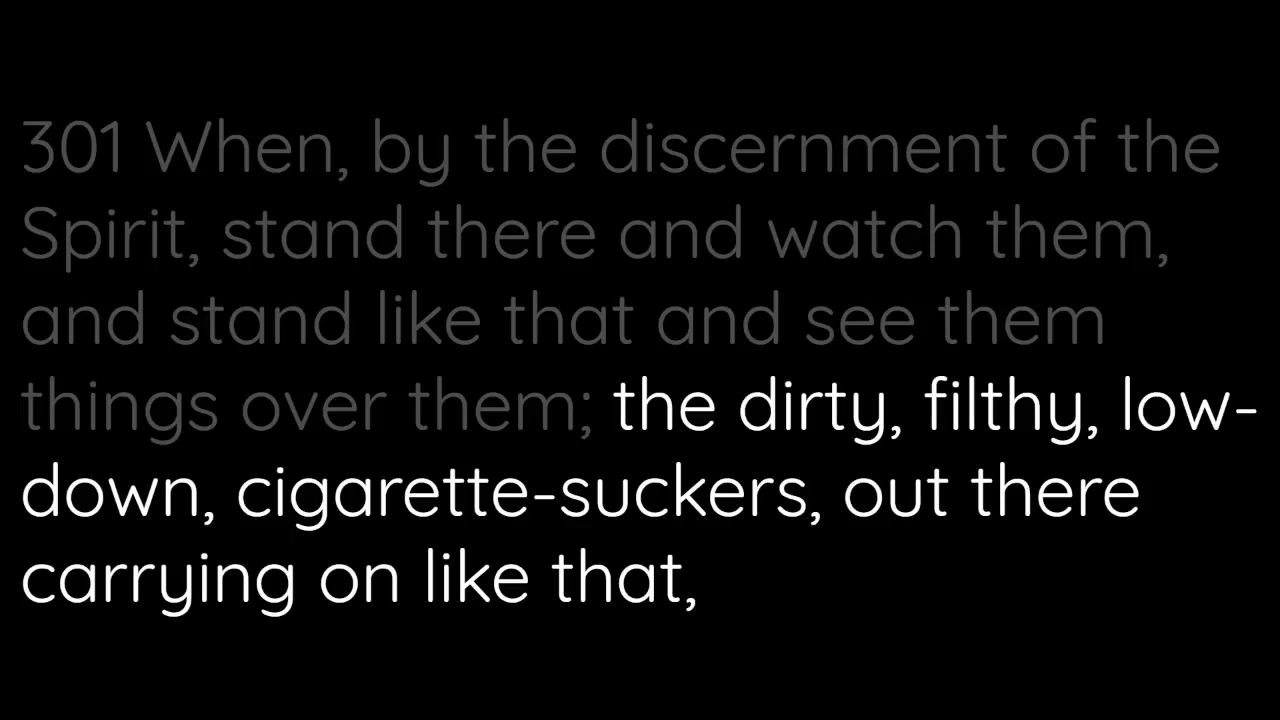 301 When, by the discernment of the
Spirit, stand there and watch them,
and stand like that and see them
things over them; the dirty, filthy, low-
down, cigarette-suckers, out there
carrying on like that,